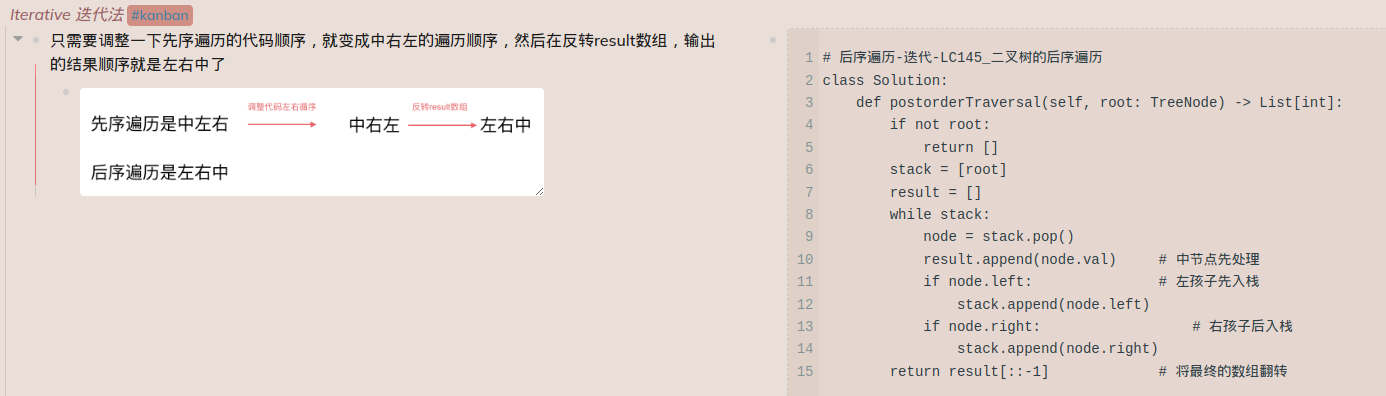 Iterative 迭代法 #kanban
只需要调整一下先序遍历的代码顺序，就变成中右左的遍历顺序，然后在反转result数组，输出
的结果顺序就是左右中了
调整代码左右循序
反转result数组
先序遍历是中左右
中右左
左右中
后序遍历是左右中
1 # 后序遍历-迭代-LC145_二叉树的后序遍历
2 class Solution:
3     def postorderTraversal(self, root: TreeNode) -> List[int]:
4         if not root:
5             return []
6         stack = [root]
7         result = []
8         while stack:
9             node = stack.pop()
10             result.append(node.val)     # 中节点先处理
11             if node.left:               # 左孩子先入栈
12                 stack.append(node.left)
13             if node.right:                  # 右孩子后入栈
14                 stack.append(node.right)
15         return result[::-1]             # 将最终的数组翻转